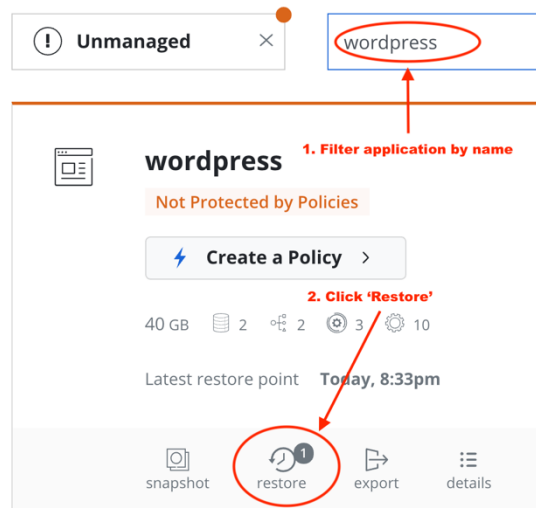 ! Unmanaged ×
wordpress
1. Filter application by name
wordpress
Not Protected by Policies
Create a Policy >
2. Click ‘Restore’
40 GB 2 2 3 10
Latest restore point Today, 8:33pm
1
snapshot restore export details